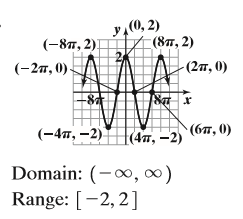 y (0, 2)
(−8π, 2) (8π, 2)
2
(−2π, 0) (2π, 0)
−8π 8π x
(−4π, −2) (4π, −2) (6π, 0)
Domain: (−∞, ∞)
Range: [−2, 2]